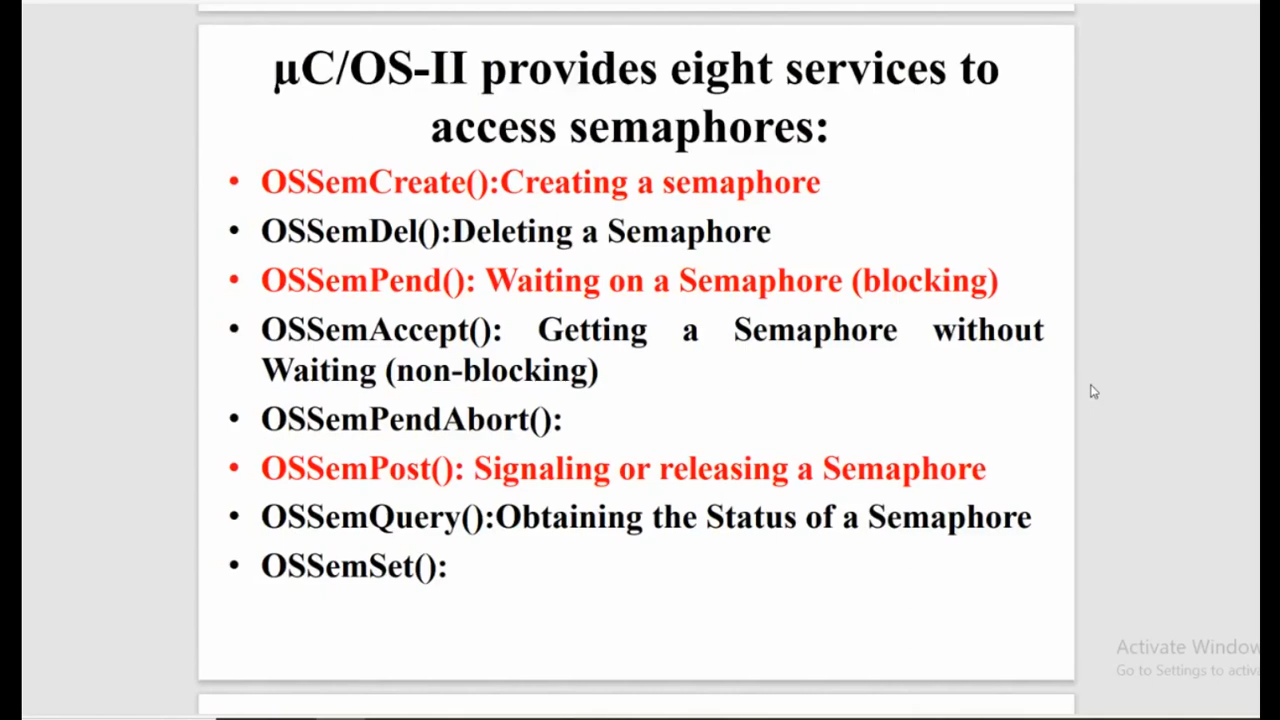 µC/OS-II provides eight services to
access semaphores:
• OSSemCreate():Creating a semaphore
• OSSemDel():Deleting a Semaphore
• OSSemPend(): Waiting on a Semaphore (blocking)
• OSSemAccept(): Getting a Semaphore without
Waiting (non-blocking)
• OSSemPendAbort():
• OSSemPost(): Signaling or releasing a Semaphore
• OSSemQuery():Obtaining the Status of a Semaphore
• OSSemSet():
Activate Window
Go to Settings to activa